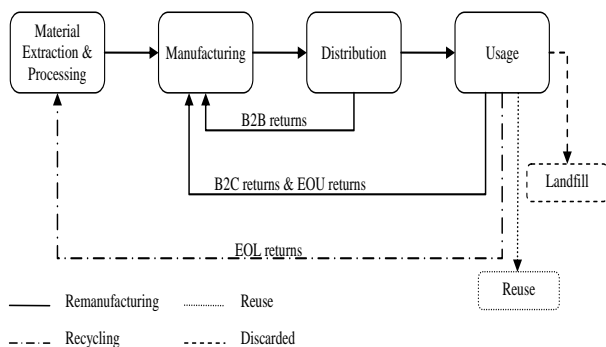 Material
Extraction &
Processing
Manufacturing
Distribution
Usage
B2B returns
B2C returns & EOU returns
Landfill
EOL returns
Reuse
Remanufacturing
Reuse
Recycling
Discarded